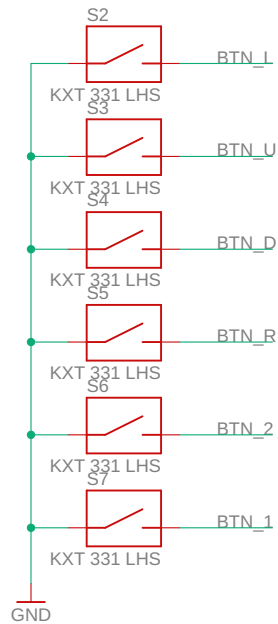 S2
BTN_L
KXT 331 LHS
S3
BTN_U
KXT 331 LHS
S4
BTN_D
KXT 331 LHS
S5
BTN_R
KXT 331 LHS
S6
BTN_2
KXT 331 LHS
S7
BTN_1
KXT 331 LHS
GND